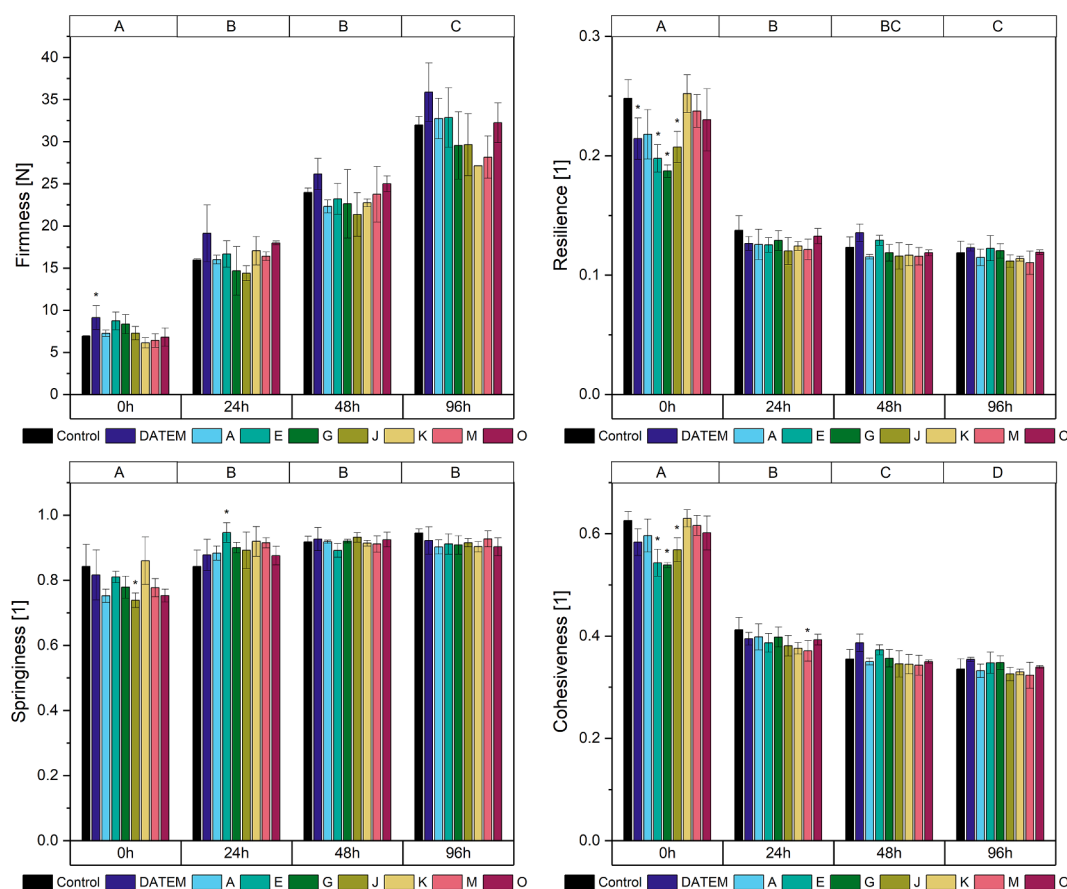 A B B C
Firmness [N]
40
35
30
25
20
15
10
5
0
*
0h 24h 48h 96h
Control DATEM A E G J K M O
A B BC C
Resilience [1]
0.3
0.2
0.1
0.0
* * * *
0h 24h 48h 96h
Control DATEM A E G J K M O
A B B B
Springiness [1]
1.0
0.8
0.6
0.4
0.2
0.0
* *
0h 24h 48h 96h
Control DATEM A E G J K M O
A B C D
Cohesiveness [1]
0.6
0.4
0.2
0.0
* * * *
0h 24h 48h 96h
Control DATEM A E G J K M O